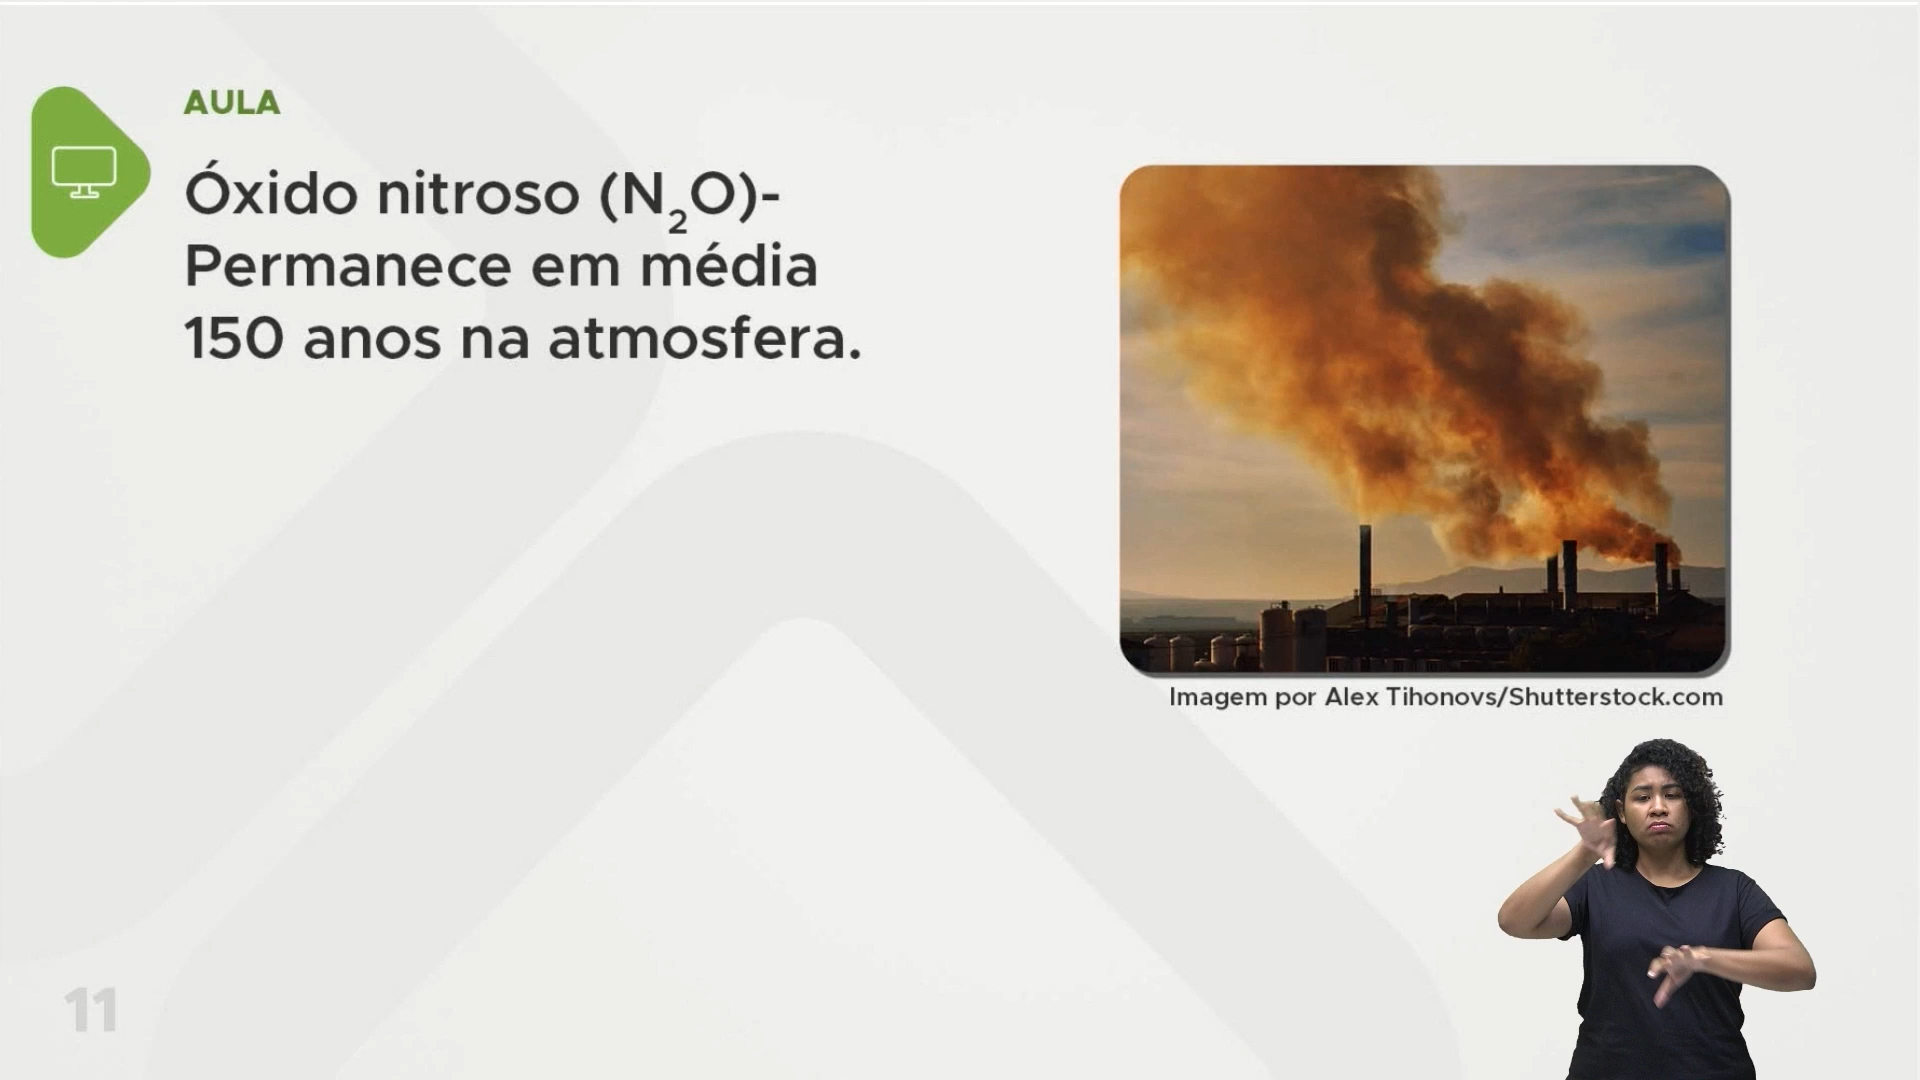 AULA
Óxido nitroso (N₂O)-
Permanece em média
150 anos na atmosfera.
Imagem por Alex Tihonovs/Shutterstock.com
11